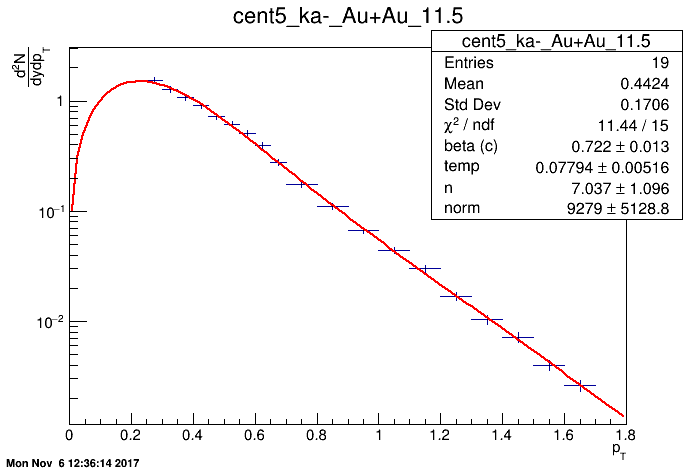 cent5_ka-_Au+Au_11.5
d²N
dydp_T
cent5_ka-_Au+Au_11.5
Entries 19
Mean 0.4424
Std Dev 0.1706
χ² / ndf 11.44 / 15
beta (c) 0.722 ± 0.013
temp 0.07794 ± 0.00516
n 7.037 ± 1.096
norm 9279 ± 5128.8
1
10⁻¹
10⁻²
0 0.2 0.4 0.6 0.8 1 1.2 1.4 1.6 1.8
p_T
Mon Nov 6 12:36:14 2017